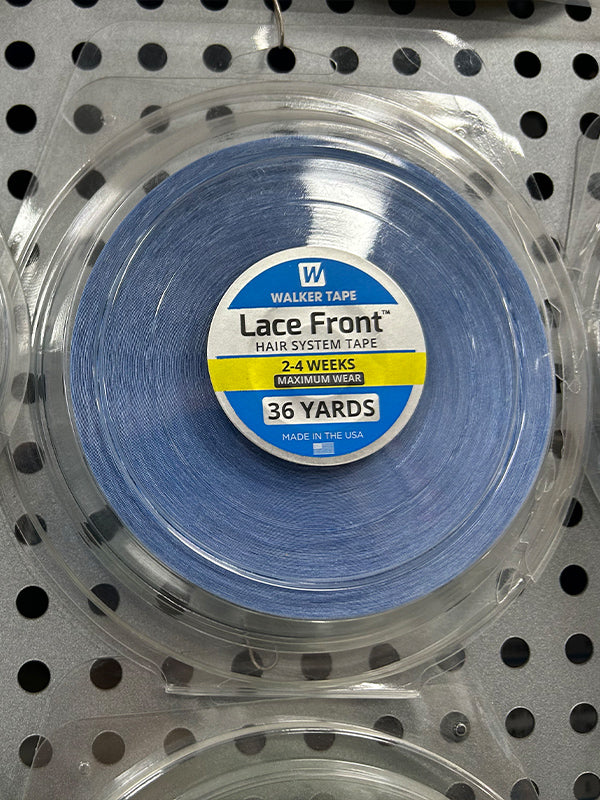 W
WALKER TAPE
Lace Front™
HAIR SYSTEM TAPE
2-4 WEEKS
MAXIMUM WEAR
36 YARDS
MADE IN THE USA